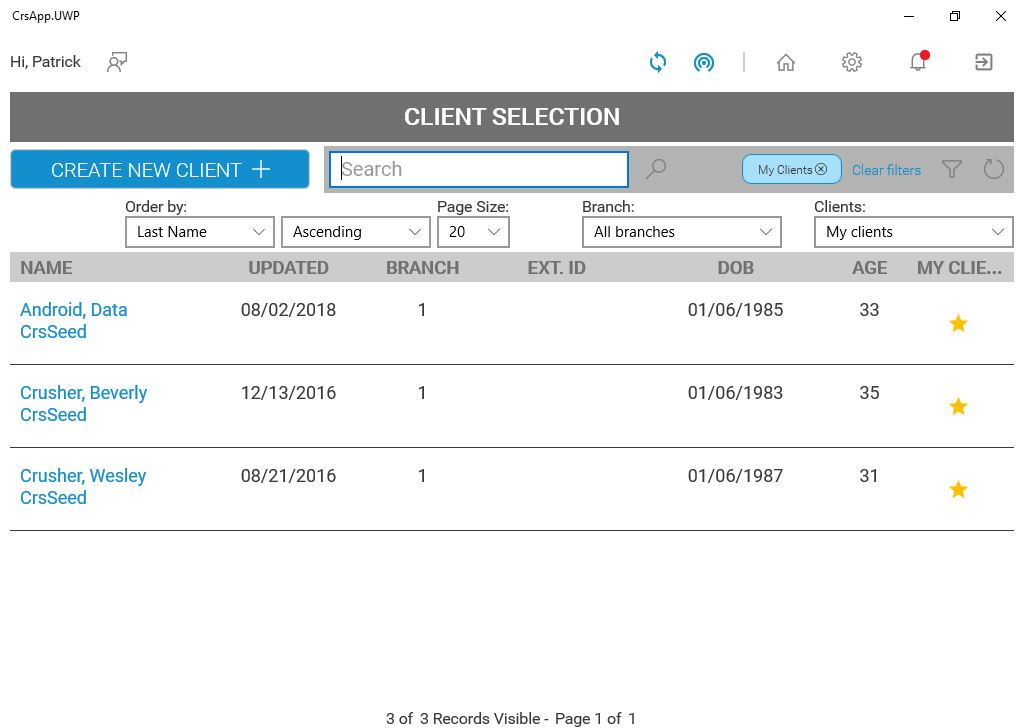 CrsApp.UWP
Hi, Patrick
CLIENT SELECTION
CREATE NEW CLIENT
Search
My Clients
Clear filters
Order by:
Page Size:
Branch:
Clients:
Last Name
Ascending
20
All branches
My clients
NAME UPDATED BRANCH EXT. ID DOB AGE MY CLIE...
Android, Data 08/02/2018 1 01/06/1985 33
CrsSeed
Crusher, Beverly 12/13/2016 1 01/06/1983 35
CrsSeed
Crusher, Wesley 08/21/2016 1 01/06/1987 31
CrsSeed
3 of 3 Records Visible - Page 1 of 1